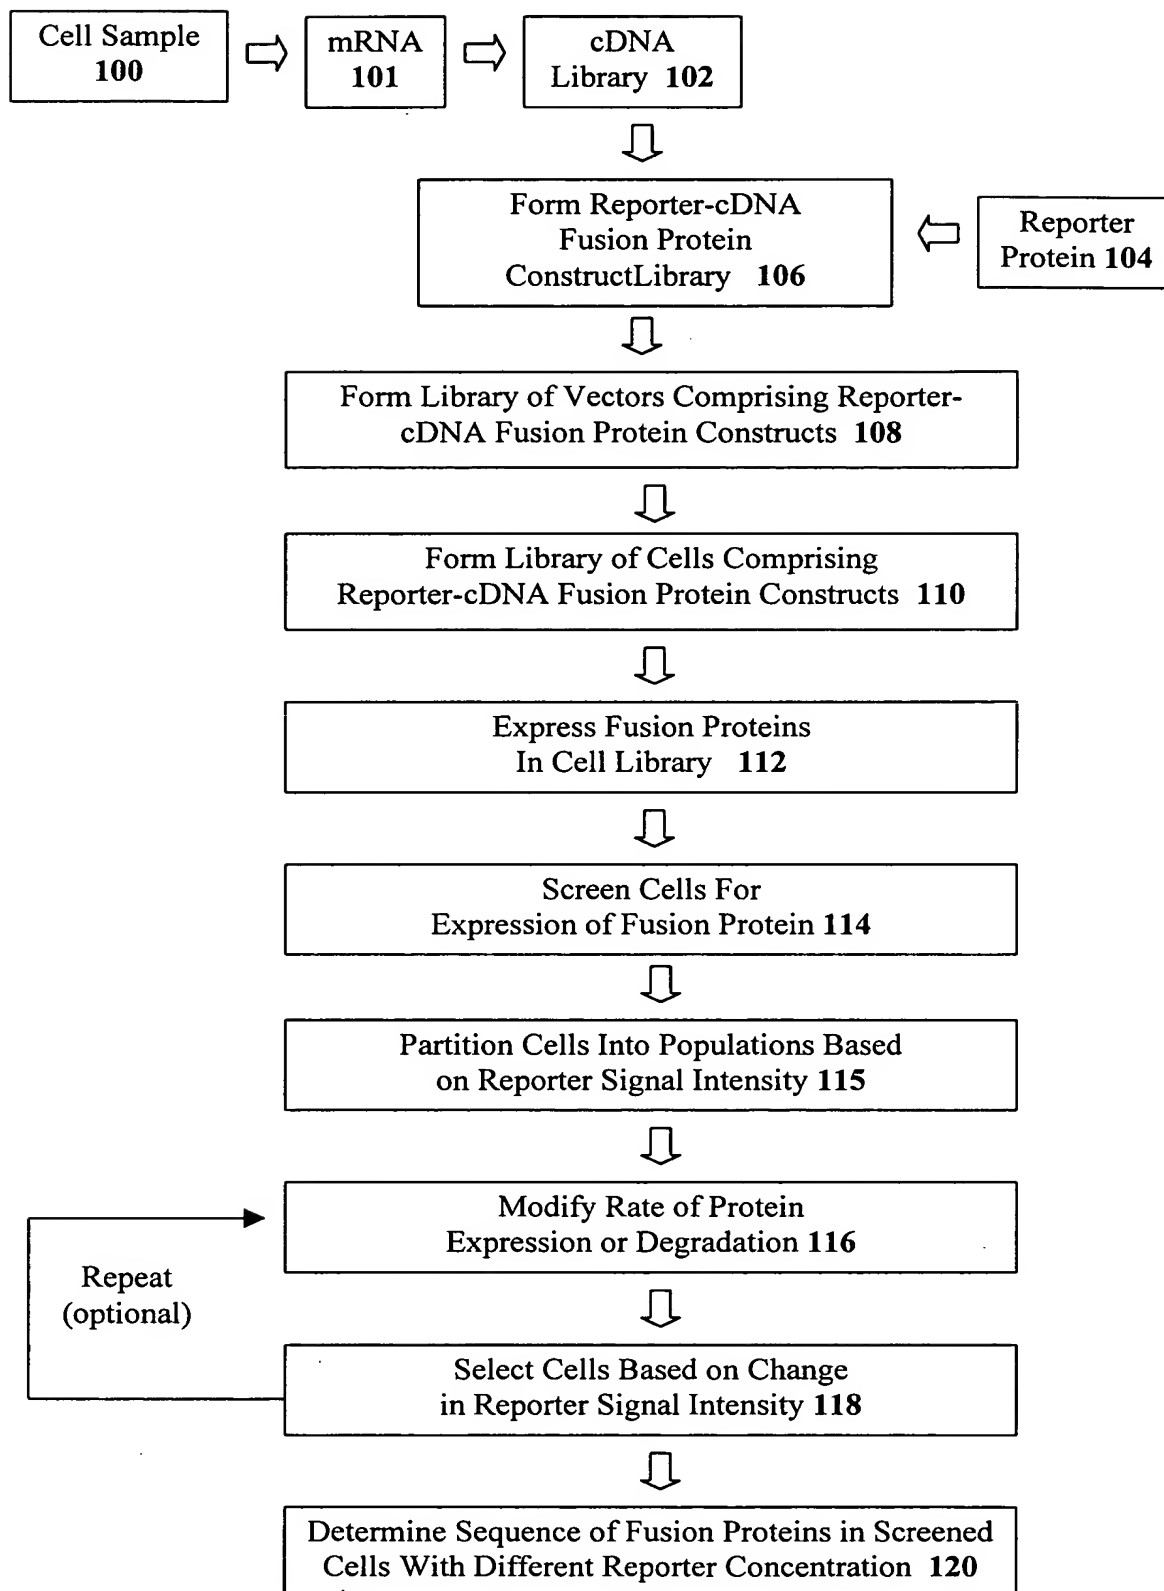 Cell Sample
100
mRNA
101
cDNA
Library 102
Form Reporter-cDNA
Fusion Protein
ConstructLibrary 106
Reporter
Protein 104
Form Library of Vectors Comprising Reporter-
cDNA Fusion Protein Constructs 108
Form Library of Cells Comprising
Reporter-cDNA Fusion Protein Constructs 110
Express Fusion Proteins
In Cell Library 112
Screen Cells For
Expression of Fusion Protein 114
Partition Cells Into Populations Based
on Reporter Signal Intensity 115
Modify Rate of Protein
Expression or Degradation 116
Repeat
(optional)
Select Cells Based on Change
in Reporter Signal Intensity 118
Determine Sequence of Fusion Proteins in Screened
Cells With Different Reporter Concentration 120